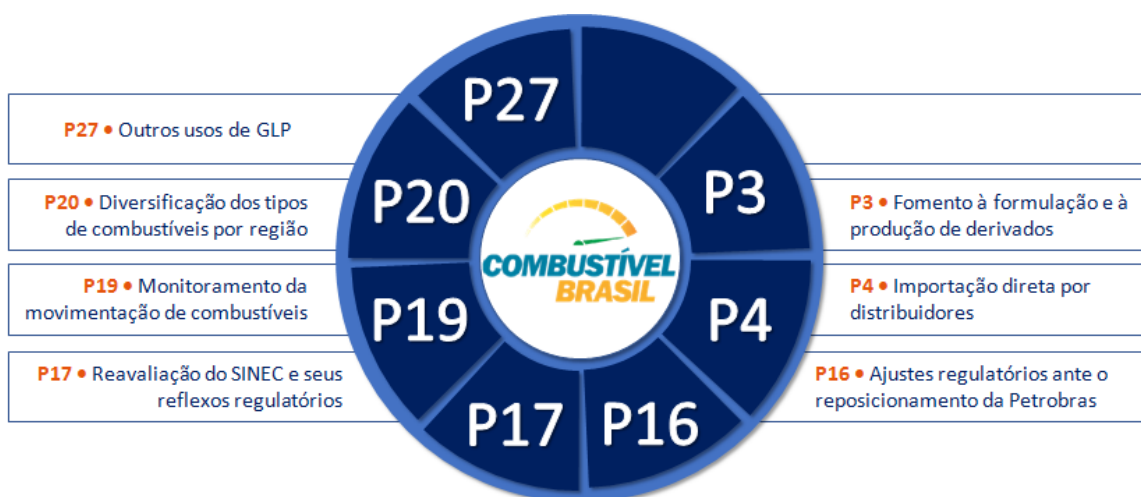 P27
P27 • Outros usos de GLP
P20
P3
P20 • Diversificação dos tipos
de combustíveis por região
P3 • Fomento à formulação e à
produção de derivados
COMBUSTÍVEL
BRASIL
P19 • Monitoramento da
movimentação de combustíveis
P4 • Importação direta por
distribuidores
P19
P4
P17 • Reavaliação do SINEC e seus
reflexos regulatórios
P16 • Ajustes regulatórios ante o
reposicionamento da Petrobras
P17
P16